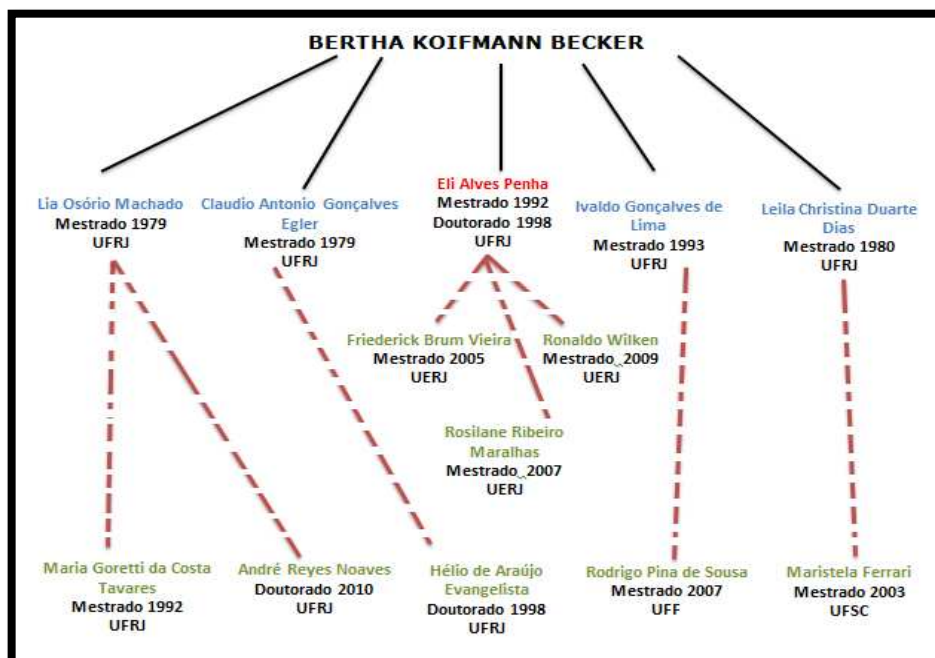 BERTHA KOIFMANN BECKER
Lia Osório Machado
Mestrado 1979
UFRJ
Claudio Antonio Gonçalves
Egler
Mestrado 1979
UFRJ
Eli Alves Penha
Mestrado 1992
Doutorado 1998
UFRJ
Ivaldo Gonçalves de
Lima
Mestrado 1993
UFRJ
Leila Christina Duarte
Dias
Mestrado 1980
UFRJ
Friederick Brum Vieira
Mestrado 2005
UERJ
Ronaldo Wilken
Mestrado 2009
UERJ
Rosilane Ribeiro
Maralhas
Mestrado 2007
UERJ
Maria Goretti da Costa
Tavares
Mestrado 1992
UFRJ
André Reyes Noaves
Doutorado 2010
UFRJ
Hélio de Araújo
Evangelista
Doutorado 1998
UFRJ
Rodrigo Pina de Sousa
Mestrado 2007
UFF
Maristela Ferrari
Mestrado 2003
UFSC